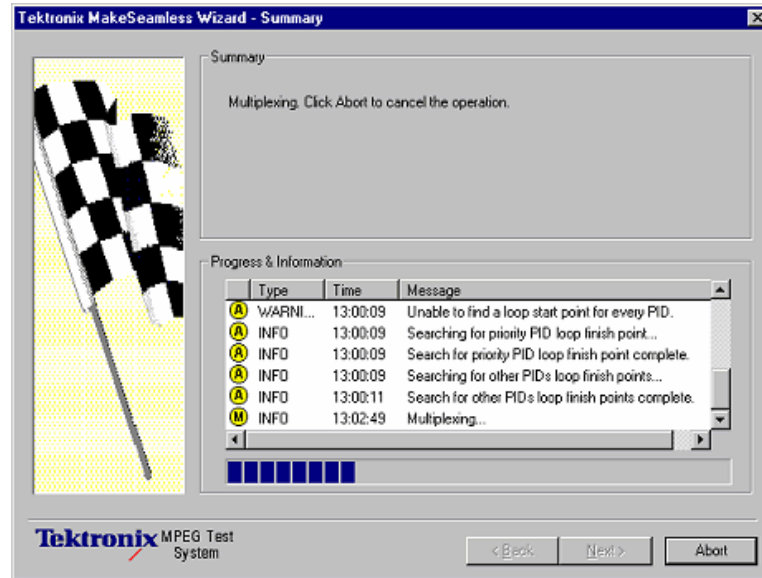 Tektronix MakeSeamless Wizard - Summary
Summary
Multiplexing. Click Abort to cancel the operation.
Progress & Information
Type Time Message
A WARNI... 13:00:09 Unable to find a loop start point for every PID.
A INFO 13:00:09 Searching for priority PID loop finish point...
A INFO 13:00:09 Search for priority PID loop finish point complete.
A INFO 13:00:09 Searching for other PIDs loop finish points...
A INFO 13:00:11 Search for other PIDs loop finish points complete.
M INFO 13:02:49 Multiplexing...
Tektronix MPEG Test
System
< Back Next > Abort